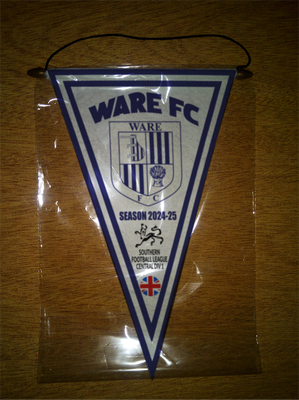 WARE FC
WARE
F C
SEASON 2024-25
SOUTHERN
FOOTBALL LEAGUE
CENTRAL DIV 1